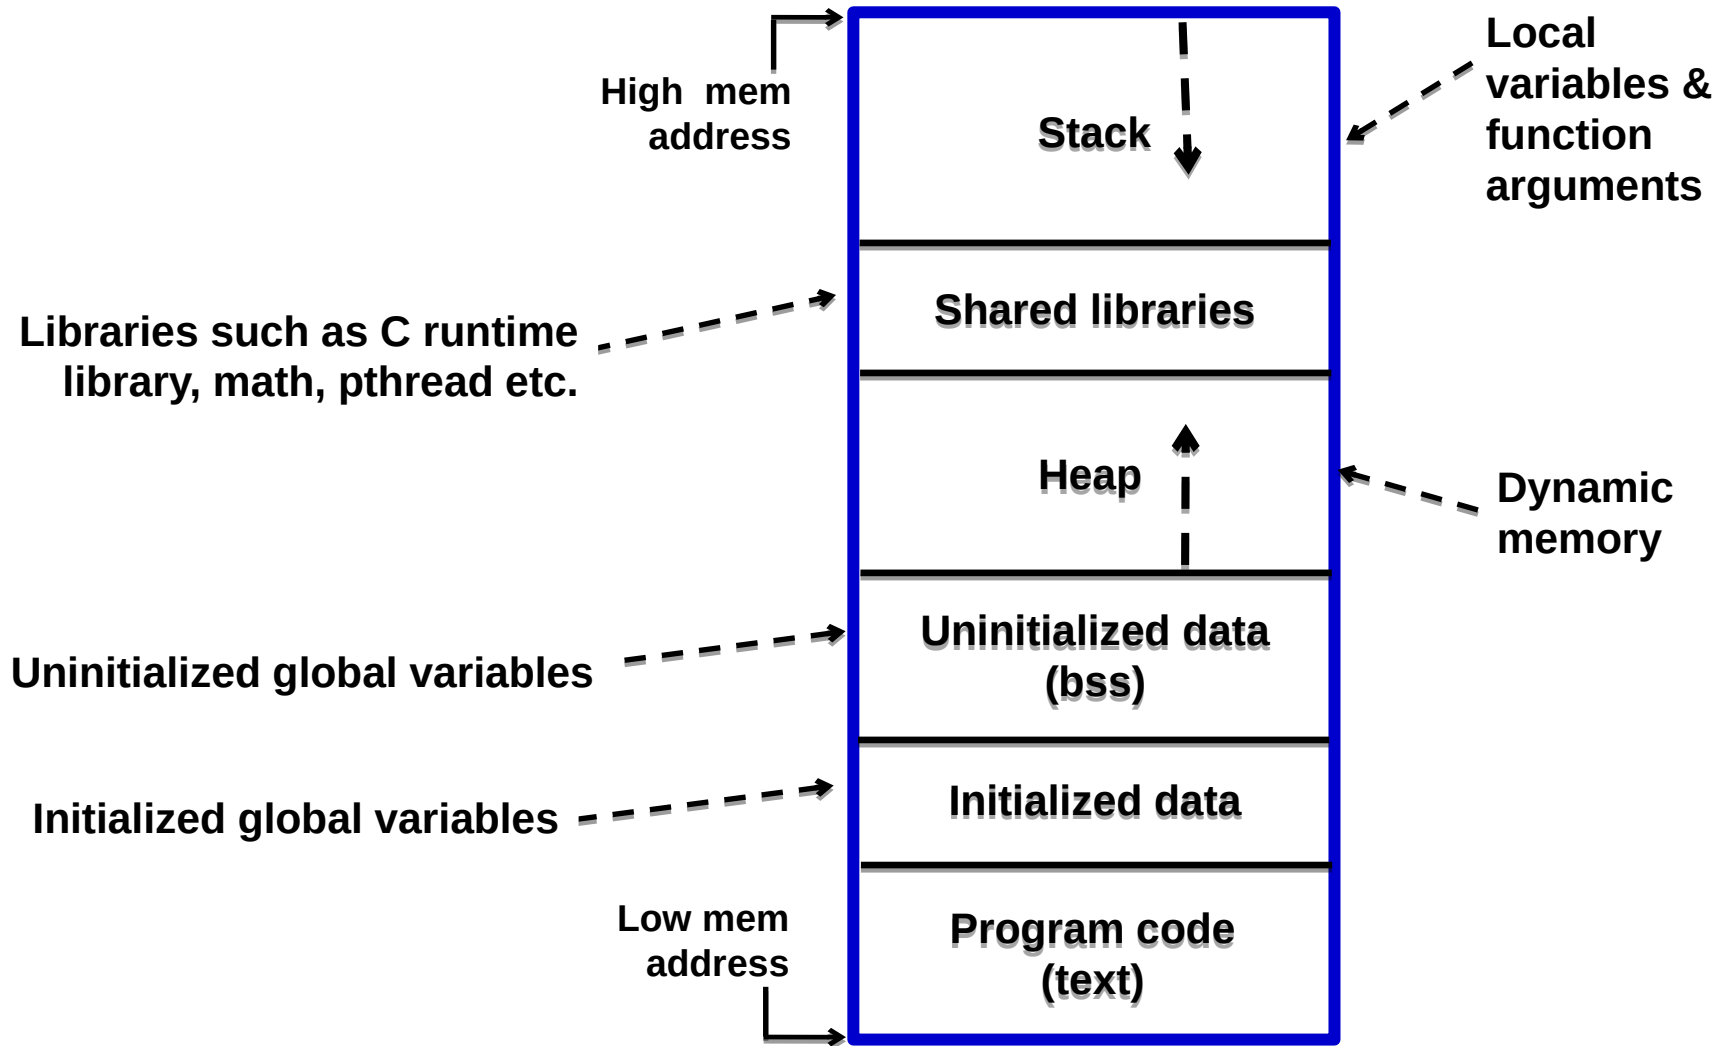 High mem
address
Stack
Local
variables &
function
arguments
Shared libraries
Libraries such as C runtime
library, math, pthread etc.
Heap
Dynamic
memory
Uninitialized data
(bss)
Uninitialized global variables
Initialized data
Initialized global variables
Low mem
address
Program code
(text)